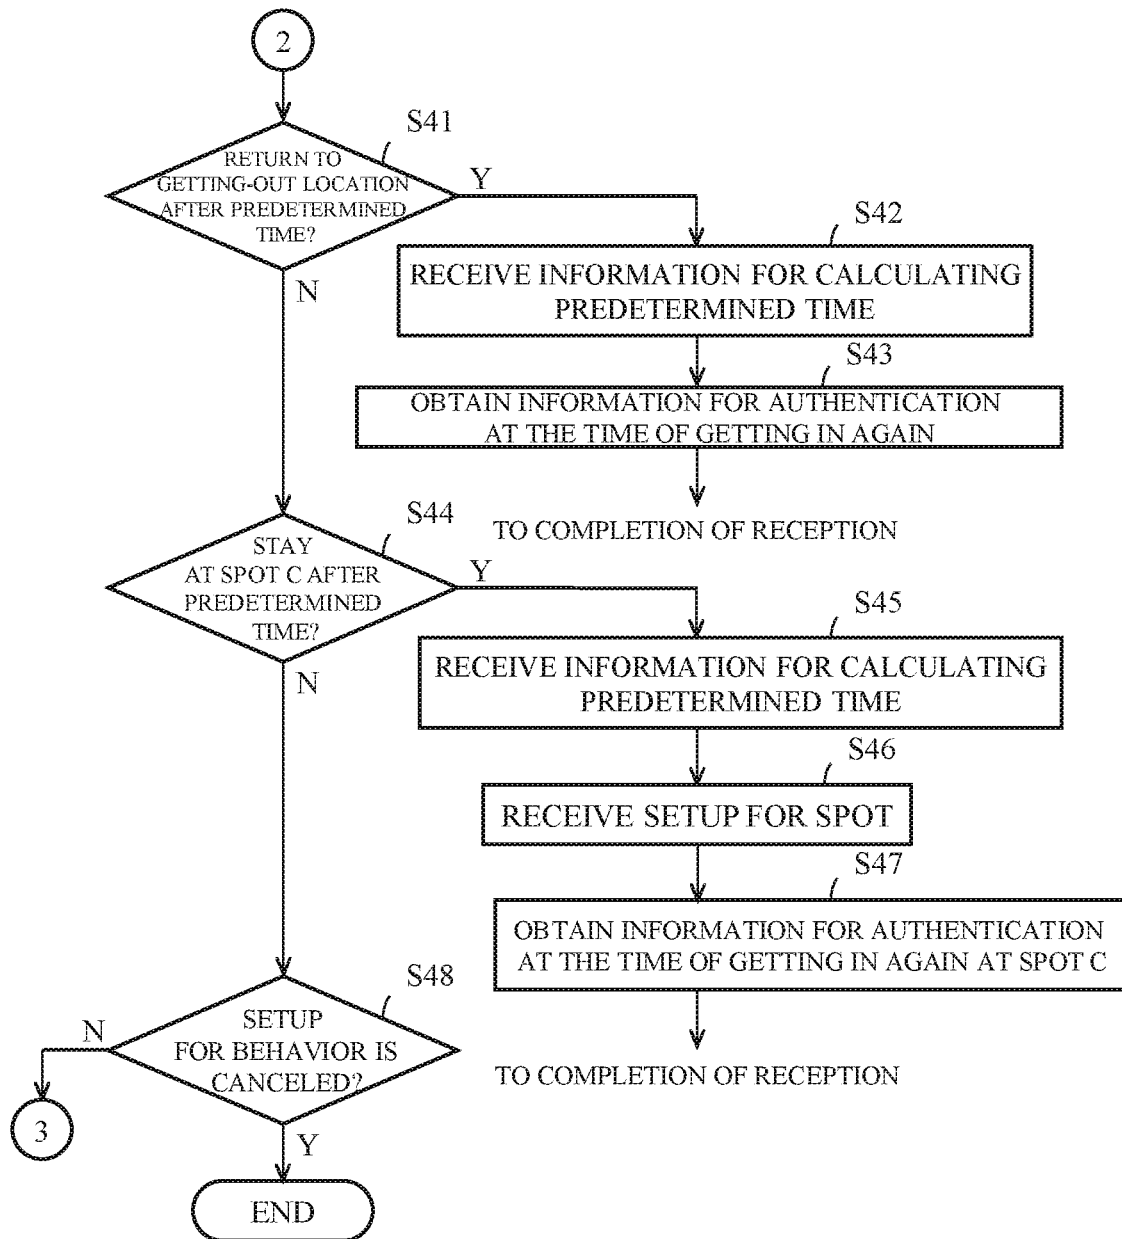 2
S41
RETURN TO
GETTING-OUT LOCATION
AFTER PREDETERMINED
TIME?
Y
N
S42
RECEIVE INFORMATION FOR CALCULATING
PREDETERMINED TIME
S43
OBTAIN INFORMATION FOR AUTHENTICATION
AT THE TIME OF GETTING IN AGAIN
TO COMPLETION OF RECEPTION
S44
STAY
AT SPOT C AFTER
PREDETERMINED
TIME?
Y
N
S45
RECEIVE INFORMATION FOR CALCULATING
PREDETERMINED TIME
S46
RECEIVE SETUP FOR SPOT
S47
OBTAIN INFORMATION FOR AUTHENTICATION
AT THE TIME OF GETTING IN AGAIN AT SPOT C
TO COMPLETION OF RECEPTION
S48
SETUP
FOR BEHAVIOR IS
CANCELED?
N
3
Y
END